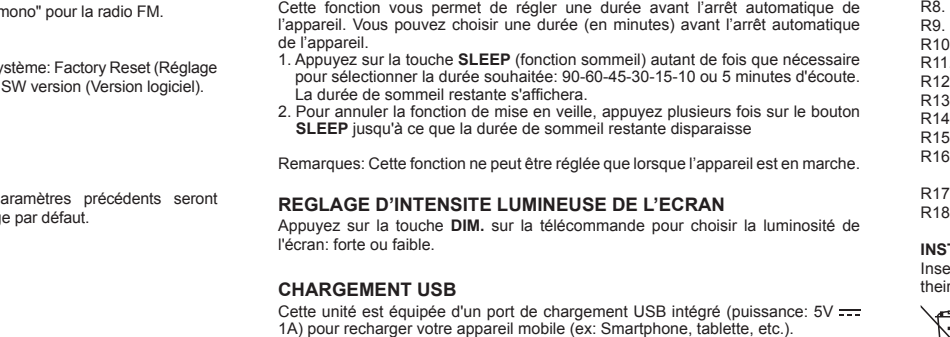 mono" pour la radio FM.
ystème: Factory Reset (Réglage
SW version (Version logiciel).
aramètres précédents seront
e par défaut.
Cette fonction vous permet de régler une durée avant l'arrêt automatique de
l'appareil. Vous pouvez choisir une durée (en minutes) avant l'arrêt automatique
de l'appareil.
1. Appuyez sur la touche SLEEP (fonction sommeil) autant de fois que nécessaire
pour sélectionner la durée souhaitée: 90-60-45-30-15-10 ou 5 minutes d'écoute.
La durée de sommeil restante s'affichera.
2. Pour annuler la fonction de mise en veille, appuyez plusieurs fois sur le bouton
SLEEP jusqu'à ce que la durée de sommeil restante disparaisse
Remarques: Cette fonction ne peut être réglée que lorsque l'appareil est en marche.
REGLAGE D'INTENSITE LUMINEUSE DE L'ECRAN
Appuyez sur la touche DIM. sur la télécommande pour choisir la luminosité de
l'écran: forte ou faible.
CHARGEMENT USB
Cette unité est équipée d'un port de chargement USB intégré (puissance: 5V ⎓
1A) pour recharger votre appareil mobile (ex: Smartphone, tablette, etc.).
R8.
R9.
R10
R11
R12
R13
R14
R15
R16
R17
R18
INST
Inse
their